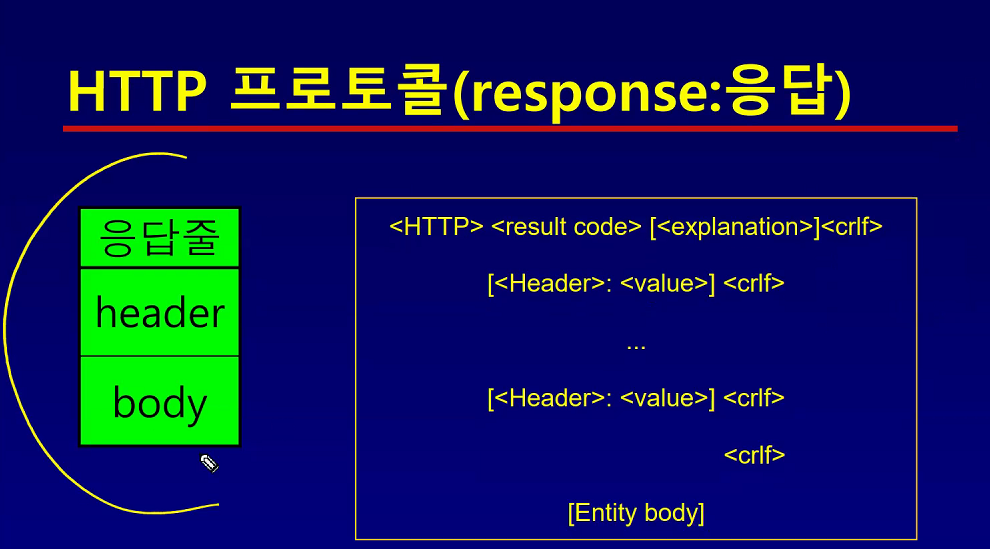 HTTP 프로토콜(response:응답)
응답줄
header
body
<HTTP> <result code> [<explanation>]<crlf>
[<Header>: <value>] <crlf>
...
[<Header>: <value>] <crlf>
<crlf>
[Entity body]